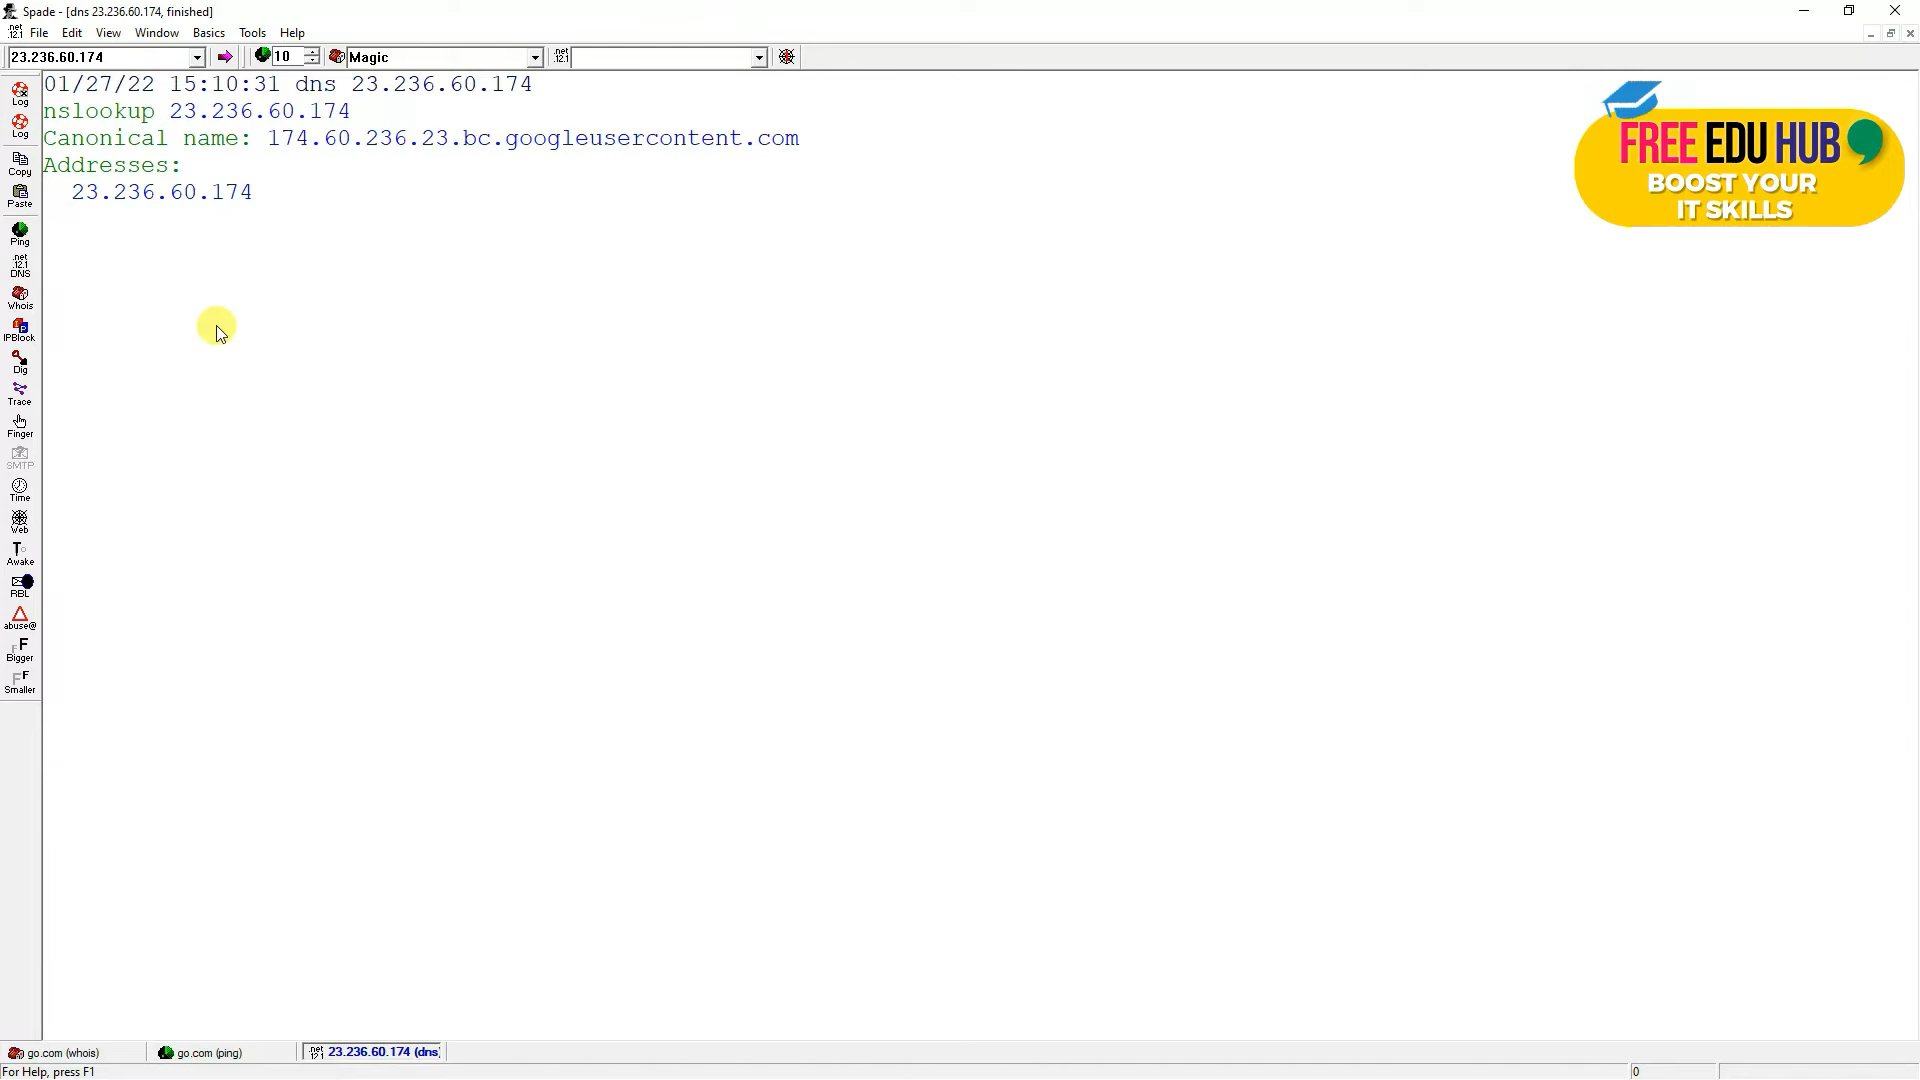 Spade - [dns 23.236.60.174, finished]
File Edit View Window Basics Tools Help
23.236.60.174 10 Magic
01/27/22 15:10:31 dns 23.236.60.174
nslookup 23.236.60.174
Canonical name: 174.60.236.23.bc.googleusercontent.com
Addresses:
23.236.60.174
FREE EDU HUB
BOOST YOUR
IT SKILLS
Log
Log
Copy
Paste
Ping
.net
.12.1
DNS
Whois
IPBlock
Dig
Trace
Finger
SMTP
Time
Web
Awake
RBL
abuse@
Bigger
Smaller
go.com (whois) go.com (ping) 23.236.60.174 (dns
For Help, press F1 0